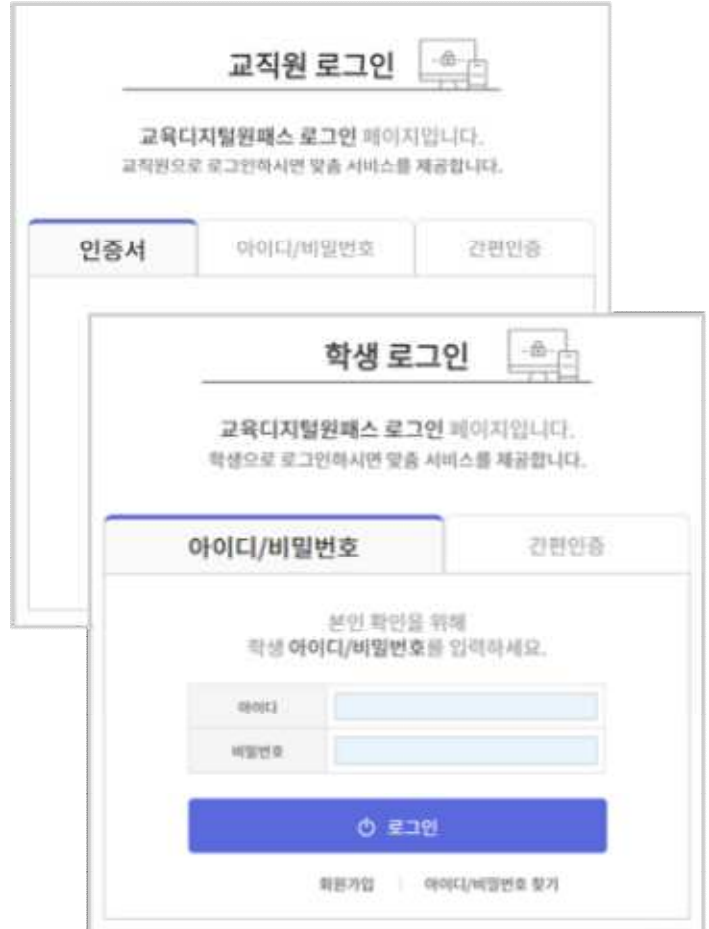 교직원 로그인
교육디지털원패스 로그인 페이지입니다.
교직원으로 로그인하시면 맞춤 서비스를 제공합니다.
인증서
아이디/비밀번호
간편인증
학생 로그인
교육디지털원패스 로그인 페이지입니다.
학생으로 로그인하시면 맞춤 서비스를 제공합니다.
아이디/비밀번호
간편인증
본인 확인을 위해
학생 아이디/비밀번호를 입력하세요.
아이디
비밀번호
로그인
회원가입 | 아이디/비밀번호 찾기